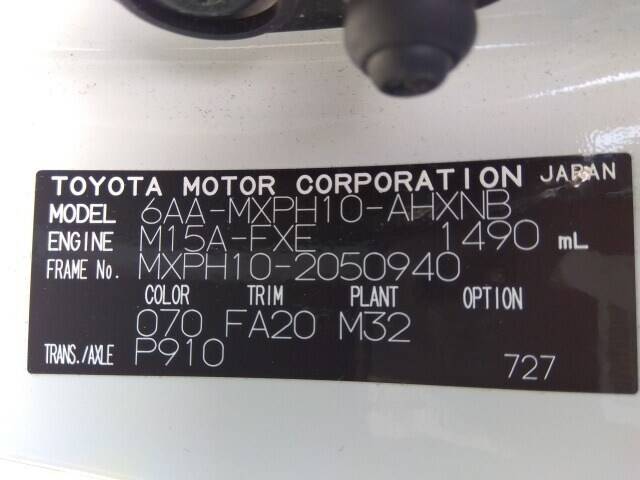 TOYOTA MOTOR CORPORATION JAPAN
MODEL 6AA-MXPH10-AHXNB
ENGINE M15A-FXE 1490 mL
FRAME No. MXPH10-2050940
COLOR TRIM PLANT OPTION
070 FA20 M32
TRANS./AXLE P910 727